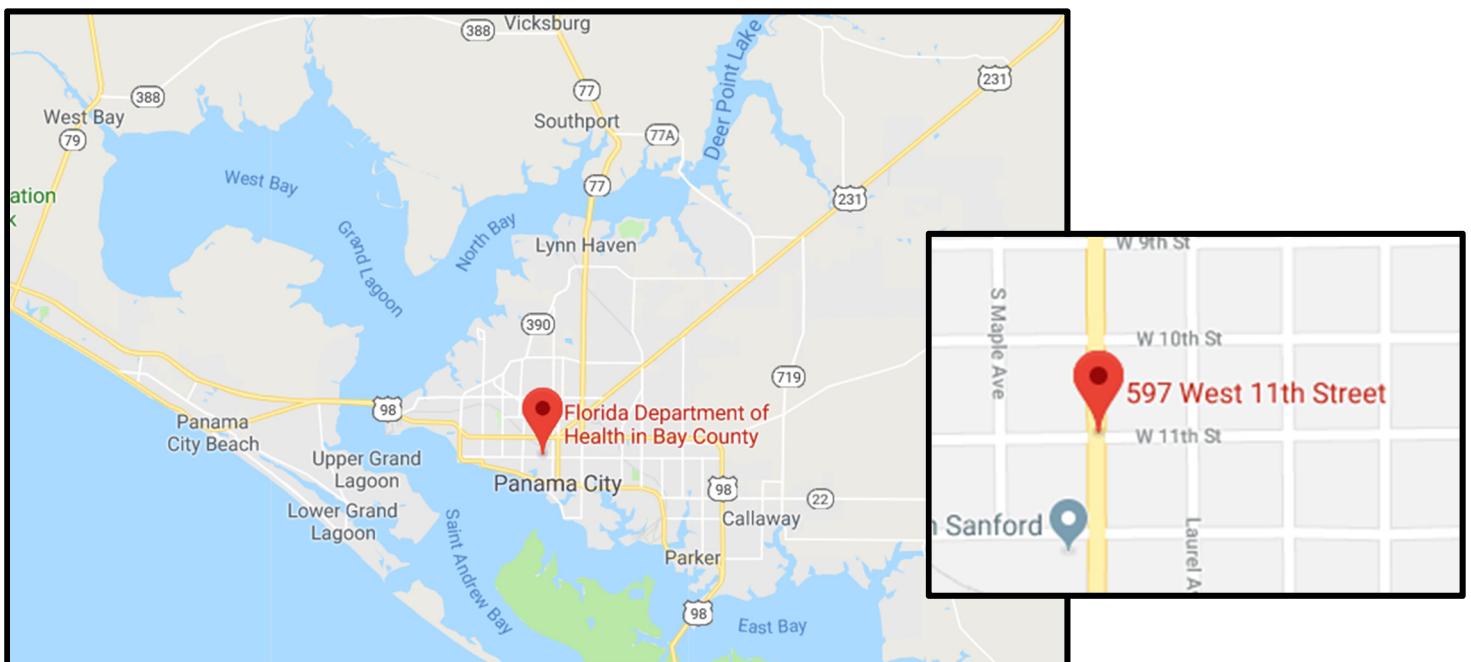 388
Vicksburg
388
77
231
West Bay
79
Southport
77A
Deer Point Lake
West Bay
77
231
ation
k
Grand Lagoon
North Bay
Lynn Haven
390
719
98
Florida Department of
Health in Bay County
Panama
City Beach
Upper Grand
Lagoon
Panama City
98
22
Lower Grand
Lagoon
Callaway
Saint Andrew Bay
Parker
98
East Bay
W 9th St
S Maple Ave
W 10th St
597 West 11th Street
W 11th St
Sanford
Laurel